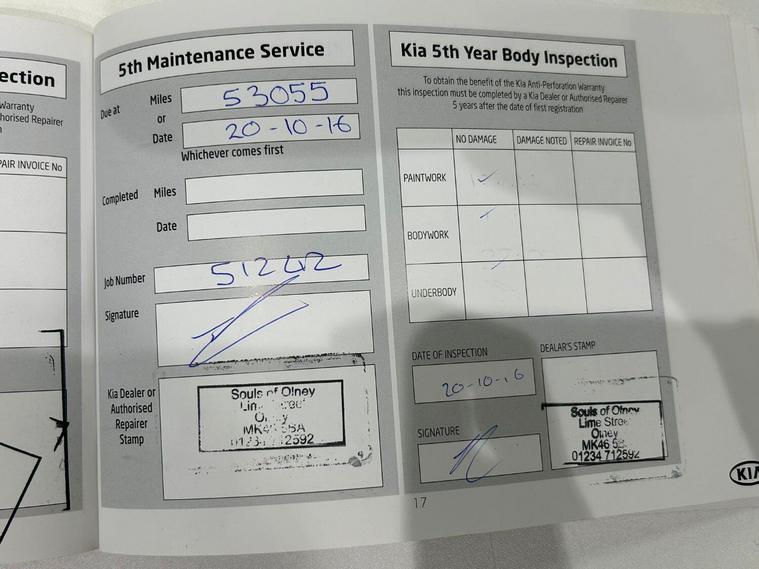 ection
Warranty
horised Repairer
PAIR INVOICE No
5th Maintenance Service
Due at
Miles
53055
or
Date
20-10-16
Whichever comes first
Completed
Miles
Date
Job Number
51242
Signature
Kia Dealer or
Authorised
Repairer
Stamp
Souls of Olney
Olney
712592
Kia 5th Year Body Inspection
To obtain the benefit of the Kia Anti-Perforation Warranty
this inspection must be completed by a Kia Dealer or Authorised Repairer
5 years after the date of first registration
NO DAMAGE DAMAGE NOTED REPAIR INVOICE No
PAINTWORK
BODYWORK
UNDERBODY
DATE OF INSPECTION
20-10-16
DEALAR'S STAMP
SIGNATURE
Souls of Olney
Lime Stree
Olney
MK46 5
01234 712592
17
KIA